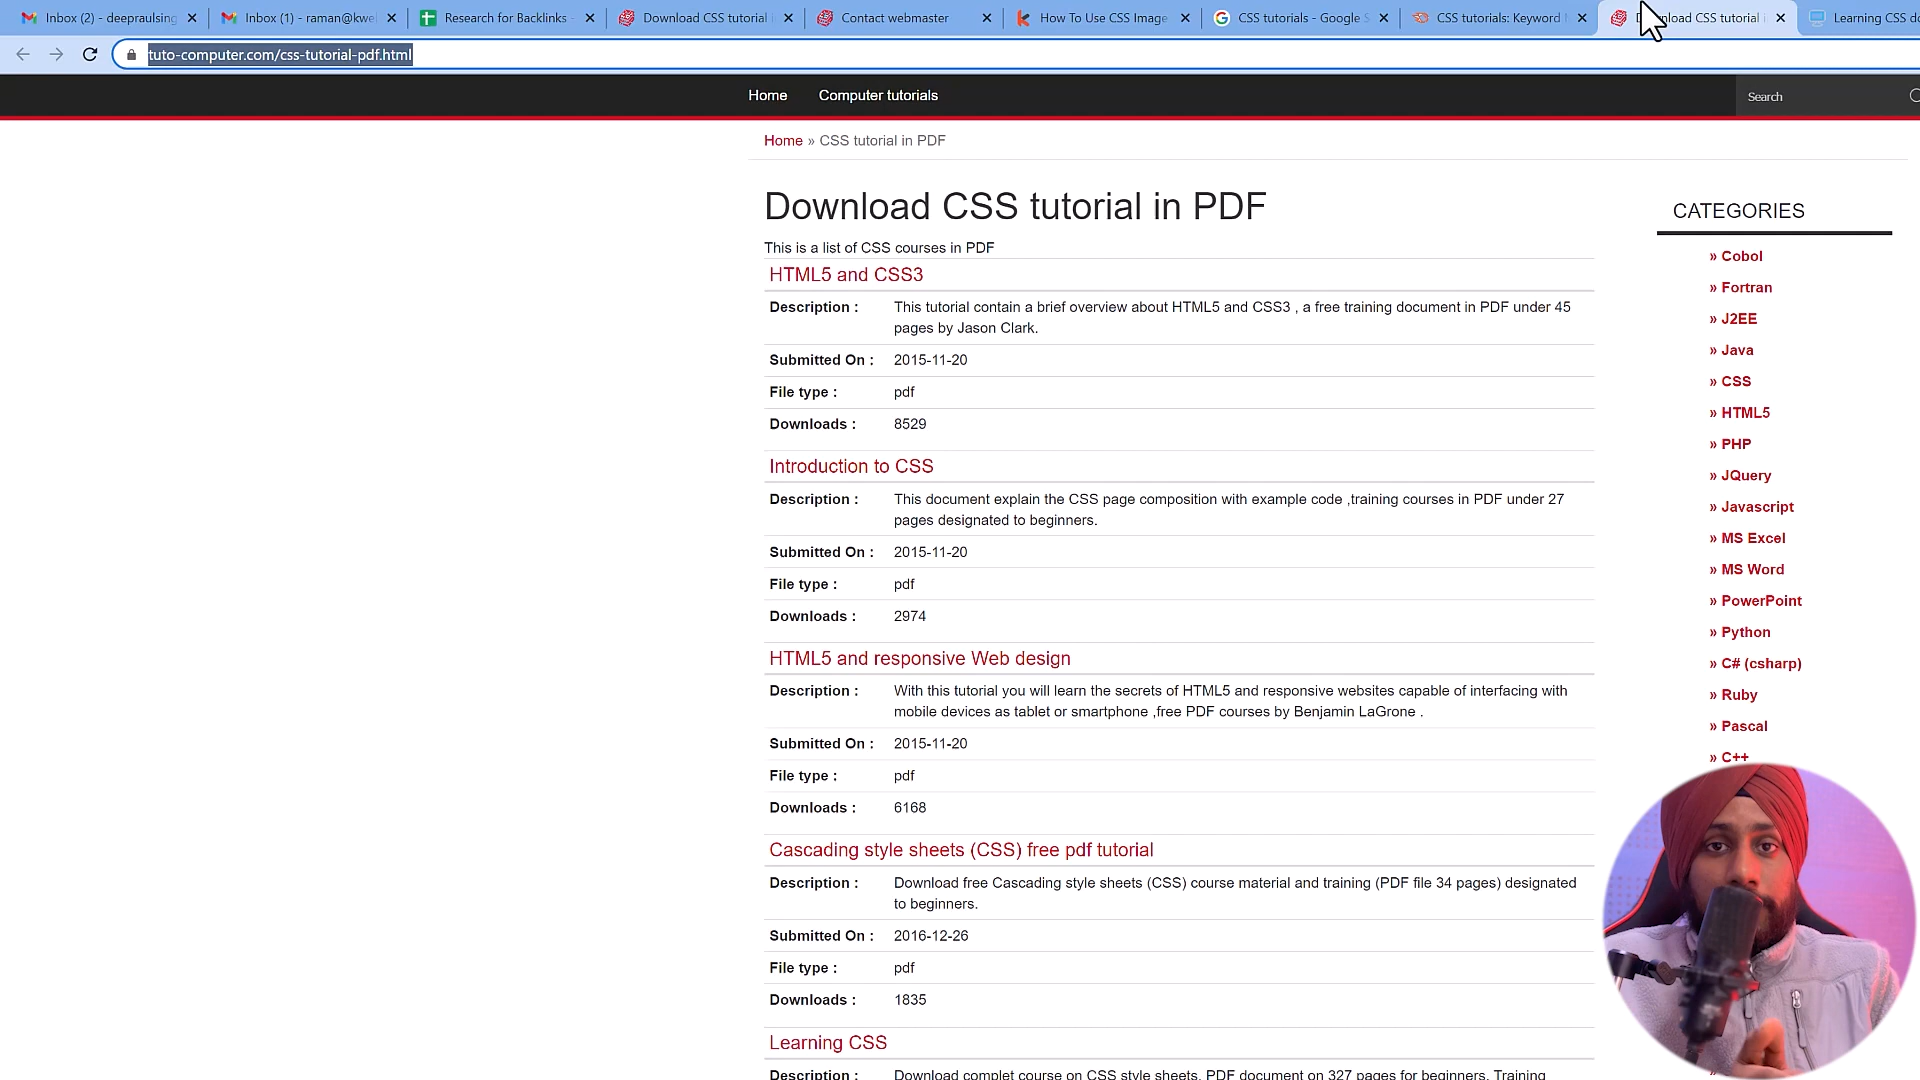 Inbox (2) - deepraulsing
Inbox (1) - raman@kwe
Research for Backlinks -
Download CSS tutorial i
Contact webmaster
How To Use CSS Image
CSS tutorials - Google S
CSS tutorials: Keyword
nload CSS tutorial i
Learning CSS do
tuto-computer.com/css-tutorial-pdf.html
Home
Computer tutorials
Search
Home » CSS tutorial in PDF
Download CSS tutorial in PDF
This is a list of CSS courses in PDF
HTML5 and CSS3
Description : This tutorial contain a brief overview about HTML5 and CSS3 , a free training document in PDF under 45
pages by Jason Clark.
Submitted On : 2015-11-20
File type : pdf
Downloads : 8529
Introduction to CSS
Description : This document explain the CSS page composition with example code ,training courses in PDF under 27
pages designated to beginners.
Submitted On : 2015-11-20
File type : pdf
Downloads : 2974
HTML5 and responsive Web design
Description : With this tutorial you will learn the secrets of HTML5 and responsive websites capable of interfacing with
mobile devices as tablet or smartphone ,free PDF courses by Benjamin LaGrone .
Submitted On : 2015-11-20
File type : pdf
Downloads : 6168
Cascading style sheets (CSS) free pdf tutorial
Description : Download free Cascading style sheets (CSS) course material and training (PDF file 34 pages) designated
to beginners.
Submitted On : 2016-12-26
File type : pdf
Downloads : 1835
Learning CSS
Description : Download complet course on CSS style sheets. PDF document on 327 pages for beginners. Training
CATEGORIES
» Cobol
» Fortran
» J2EE
» Java
» CSS
» HTML5
» PHP
» JQuery
» Javascript
» MS Excel
» MS Word
» PowerPoint
» Python
» C# (csharp)
» Ruby
» Pascal
» C++